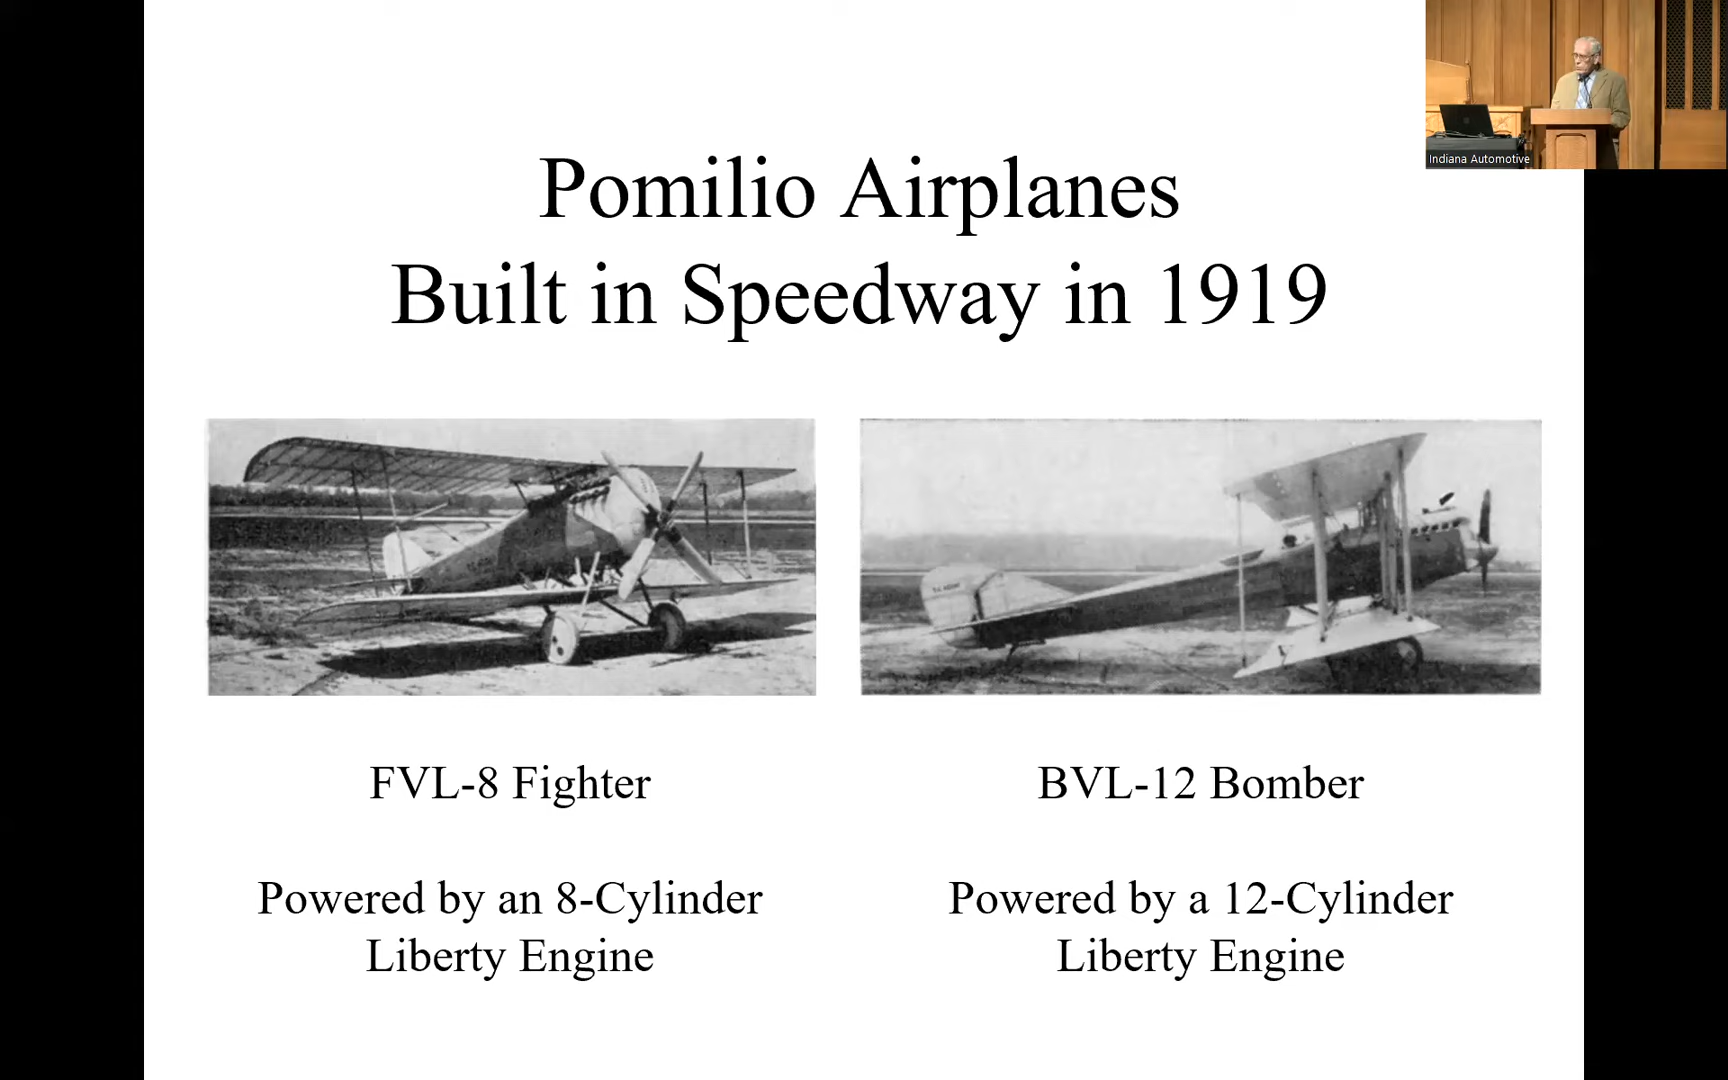 Pomilio Airplanes
Built in Speedway in 1919
Indiana Automotive
FVL-8 Fighter
Powered by an 8-Cylinder
Liberty Engine
BVL-12 Bomber
Powered by a 12-Cylinder
Liberty Engine